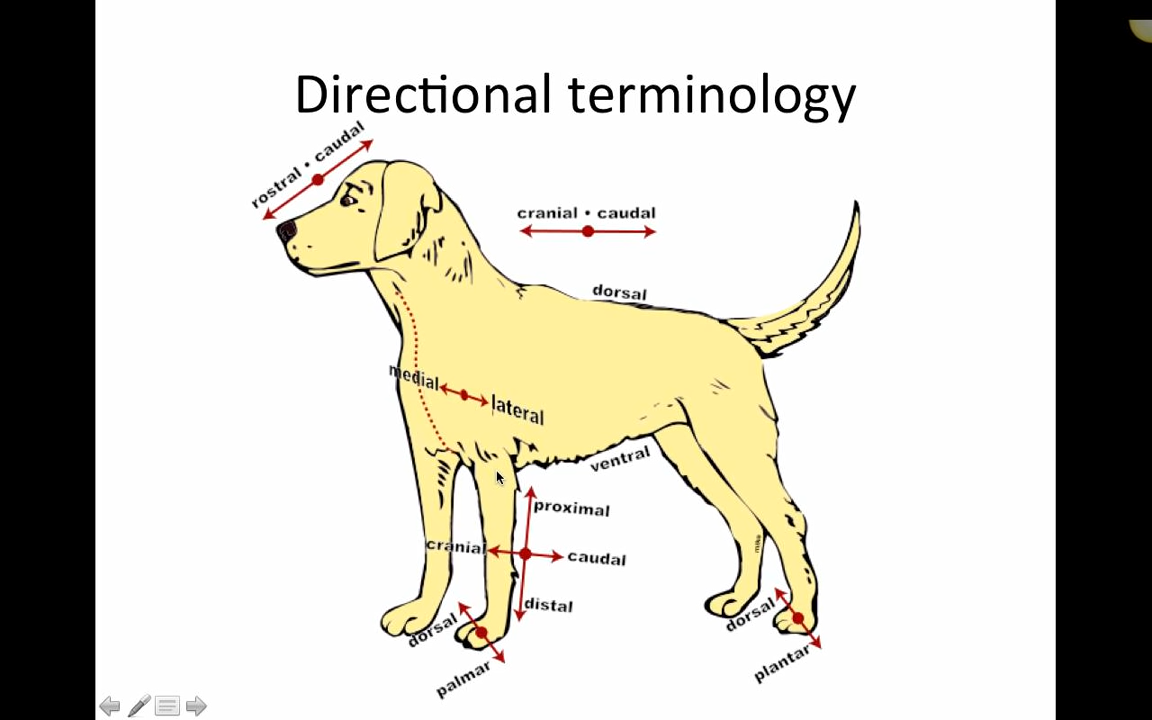 Directional terminology
rostral • caudal
cranial • caudal
dorsal
medial
lateral
ventral
proximal
cranial
caudal
distal
dorsal
palmar
dorsal
plantar